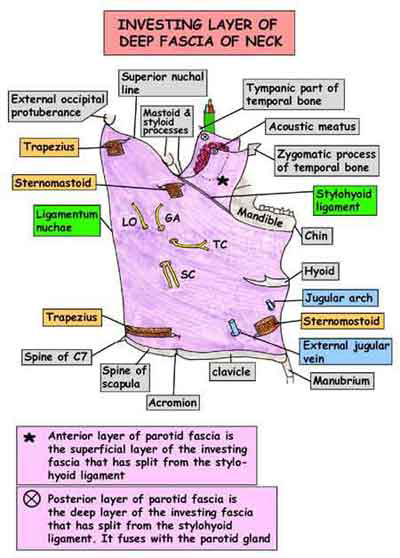 INVESTING LAYER OF
DEEP FASCIA OF NECK
Superior nuchal
line
Tympanic part of
temporal bone
External occipital
protuberance
Mastoid &
styloid
processes
Acoustic meatus
Trapezius
Zygomatic process
of temporal bone
Sternomastoid
Stylohyoid
ligament
Ligamentum
nuchae
LO
GA
Mandible
Chin
TC
SC
Hyoid
Jugular arch
Trapezius
Sternomostoid
Spine of C7
External jugular
vein
Spine of
scapula
clavicle
Manubrium
Acromion
Anterior layer of parotid fascia is
the superficial layer of the investing
fascia that has split from the stylo-
hyoid ligament
Posterior layer of parotid fascia is
the deep layer of the investing fascia
that has split from the stylohyoid
ligament. It fuses with the parotid gland